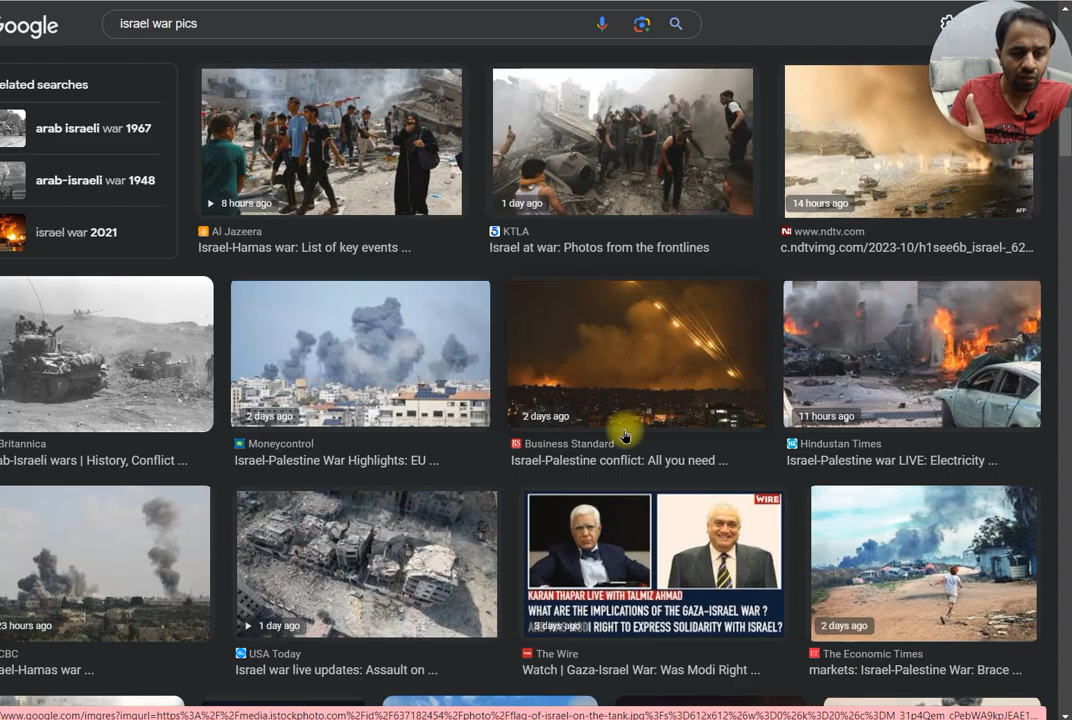 Google
israel war pics
elated searches
arab israeli war 1967
arab-israeli war 1948
israel war 2021
8 hours ago
Al Jazeera
Israel-Hamas war: List of key events ...
1 day ago
KTLA
Israel at war: Photos from the frontlines
14 hours ago
AFP
www.ndtv.com
c.ndtvimg.com/2023-10/h1see6b_israel-_62...
Britannica
ab-Israeli wars | History, Conflict ...
2 days ago
Moneycontrol
Israel-Palestine War Highlights: EU ...
2 days ago
Business Standard
Israel-Palestine conflict: All you need ...
11 hours ago
Hindustan Times
Israel-Palestine war LIVE: Electricity ...
23 hours ago
CBC
ael-Hamas war ...
1 day ago
USA Today
Israel war live updates: Assault on ...
WIRE
KARAN THAPAR LIVE WITH TALMIZ AHMAD
WHAT ARE THE IMPLICATIONS OF THE GAZA-ISRAEL WAR ?
I RIGHT TO EXPRESS SOLIDARITY WITH ISRAEL?
3 days ago
The Wire
Watch | Gaza-Israel War: Was Modi Right ...
2 days ago
The Economic Times
markets: Israel-Palestine War: Brace ...